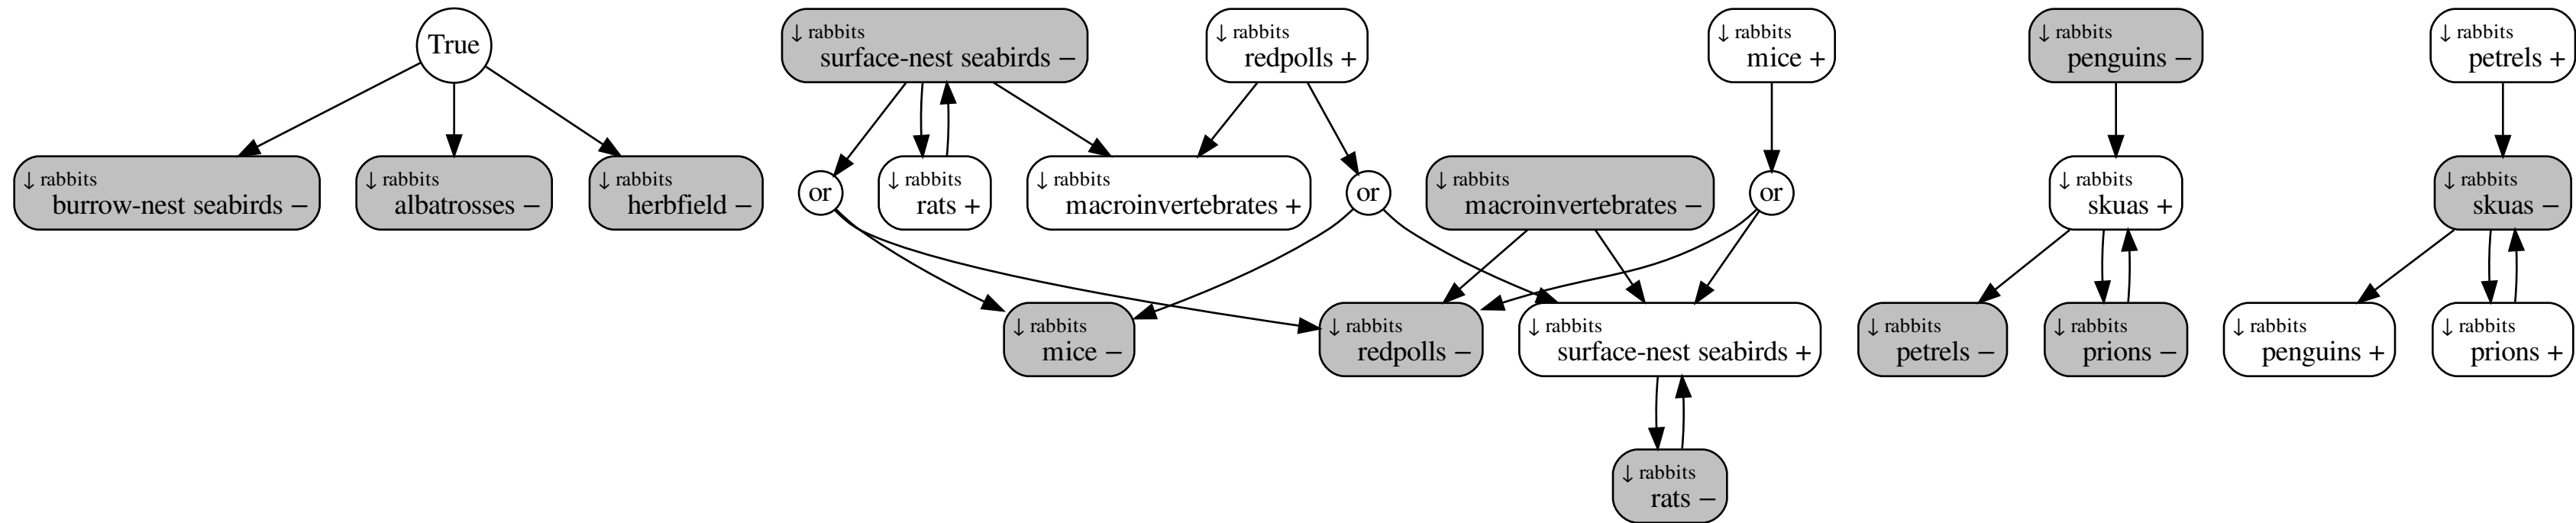 True
↓ rabbits
surface-nest seabirds −
↓ rabbits
redpolls +
↓ rabbits
mice +
↓ rabbits
penguins −
↓ rabbits
petrels +
↓ rabbits
burrow-nest seabirds −
↓ rabbits
albatrosses −
↓ rabbits
herbfield −
or
↓ rabbits
rats +
↓ rabbits
macroinvertebrates +
or
↓ rabbits
macroinvertebrates −
or
↓ rabbits
skuas +
↓ rabbits
skuas −
↓ rabbits
mice −
↓ rabbits
redpolls −
↓ rabbits
surface-nest seabirds +
↓ rabbits
petrels −
↓ rabbits
prions −
↓ rabbits
penguins +
↓ rabbits
prions +
↓ rabbits
rats −